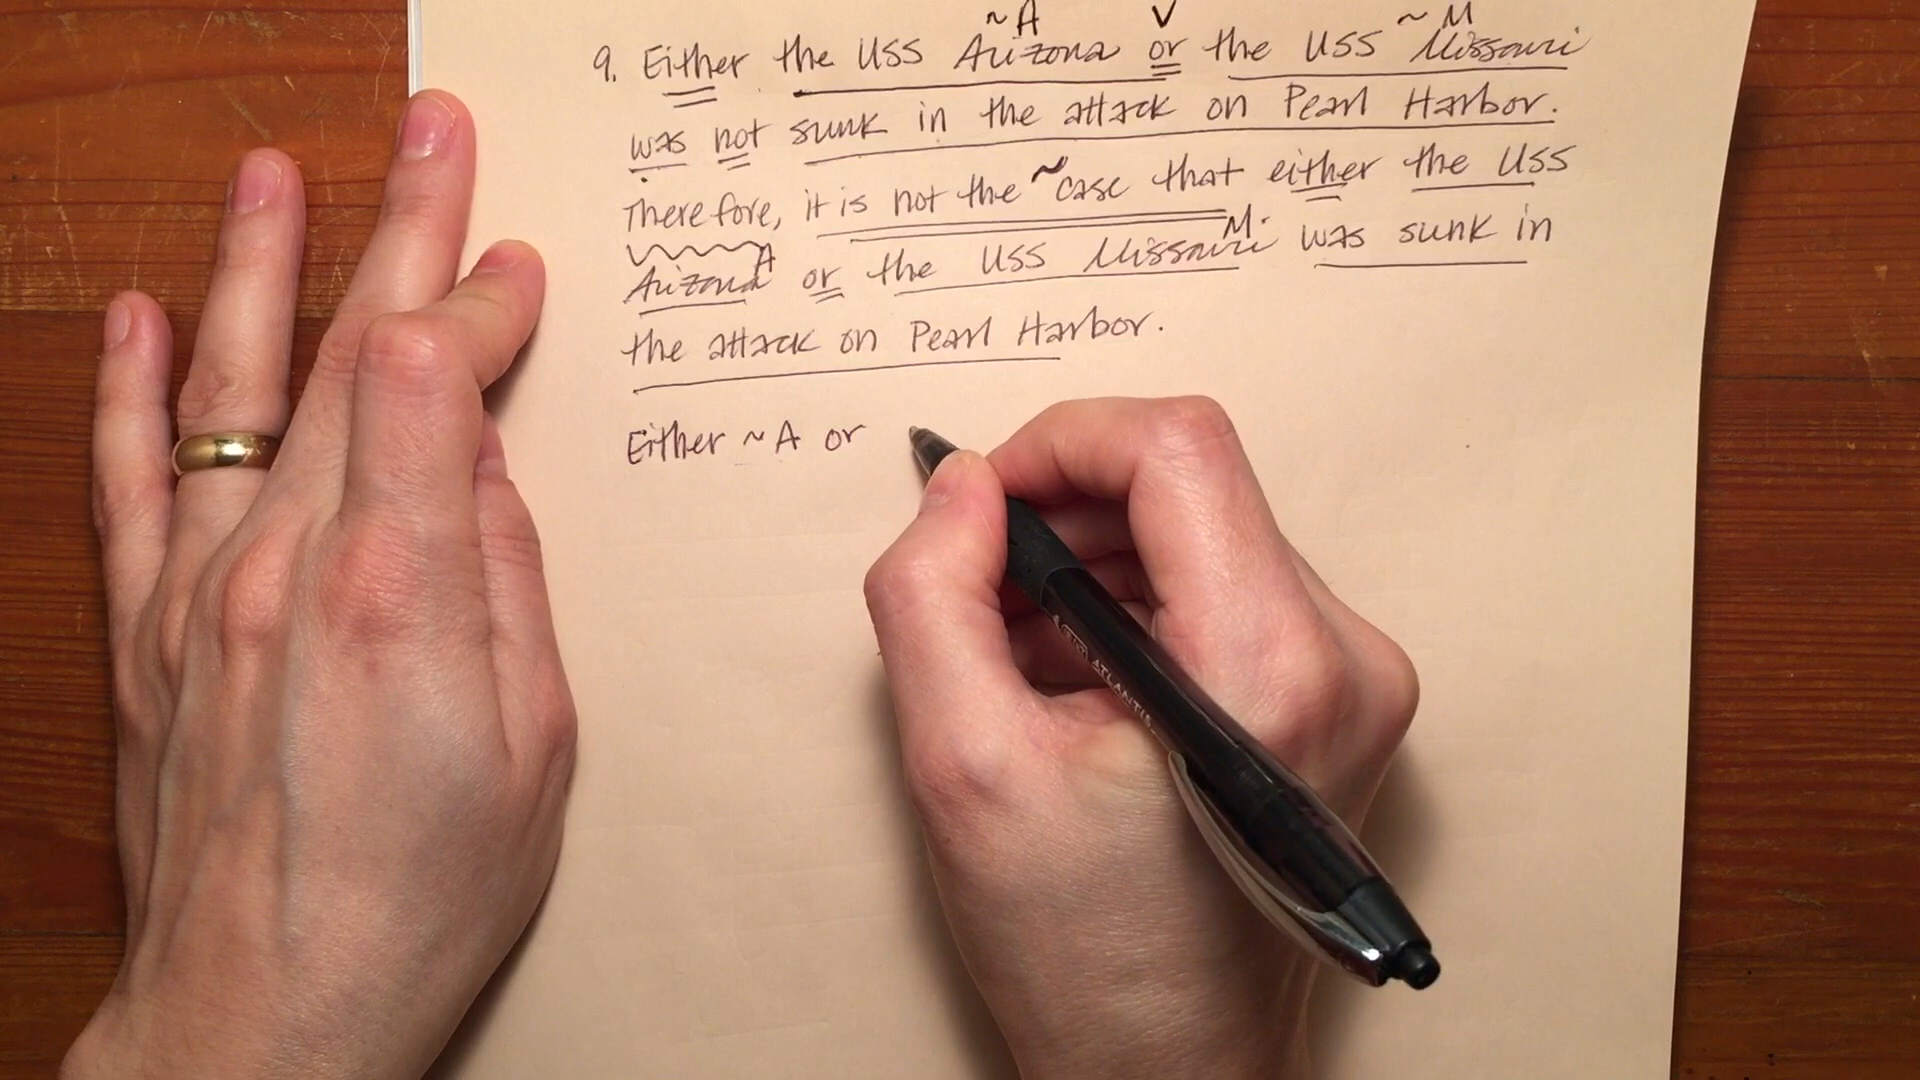 ~A V ~M
9. Either the USS Arizona or the USS Missouri
was not sunk in the attack on Pearl Harbor.
Therefore, it is not the ~ case that either the USS
A M
Arizona or the USS Missouri was sunk in
the attack on Pearl Harbor.
Either ~A or
ATLANTIS